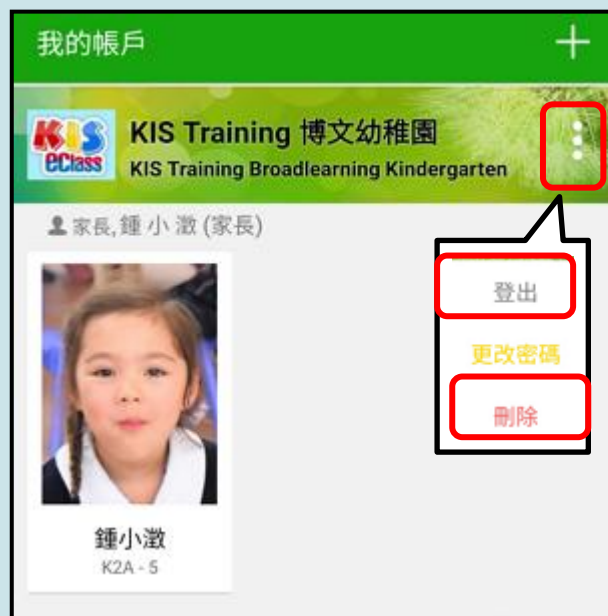 我的帳戶
KIS eClass
KIS Training 博文幼稚園
KIS Training Broadlearning Kindergarten
家長,鍾小澂 (家長)
登出
更改密碼
刪除
鍾小澂
K2A - 5